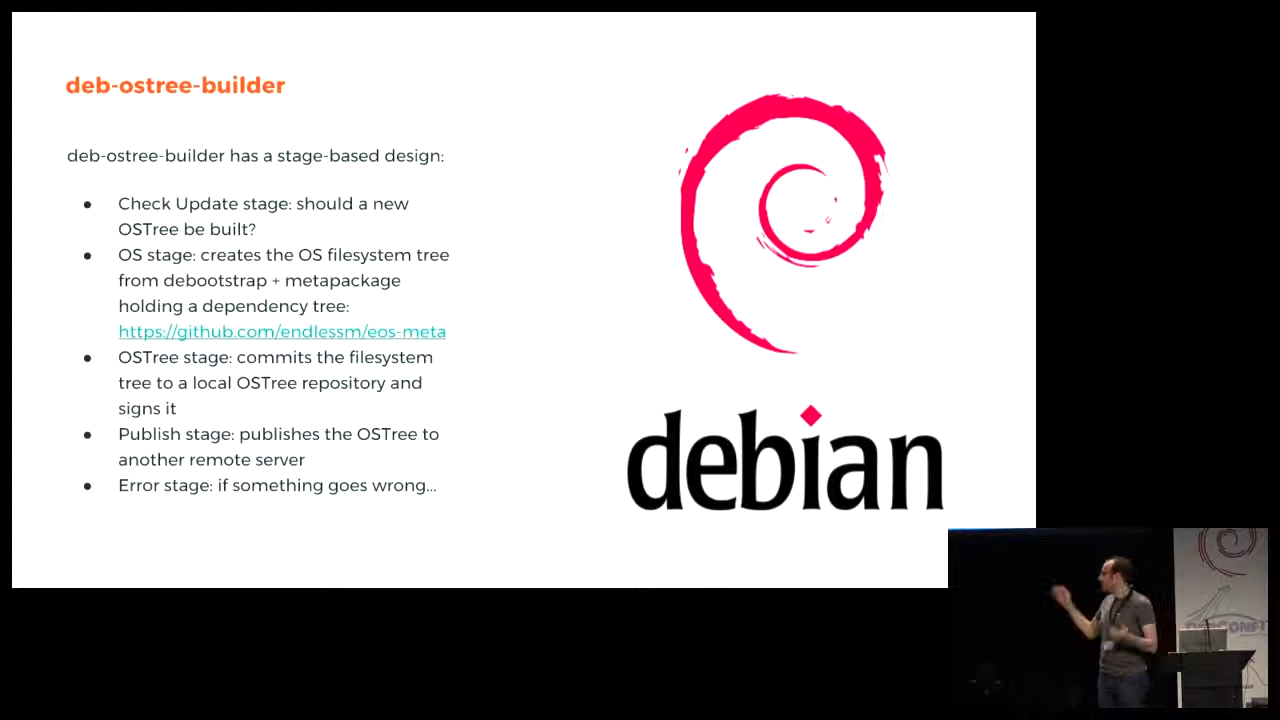 deb-ostree-builder
deb-ostree-builder has a stage-based design:
● Check Update stage: should a new
OSTree be built?
● OS stage: creates the OS filesystem tree
from debootstrap + metapackage
holding a dependency tree:
https://github.com/endlessm/eos-meta
● OSTree stage: commits the filesystem
tree to a local OSTree repository and
signs it
● Publish stage: publishes the OSTree to
another remote server
● Error stage: if something goes wrong...
debian